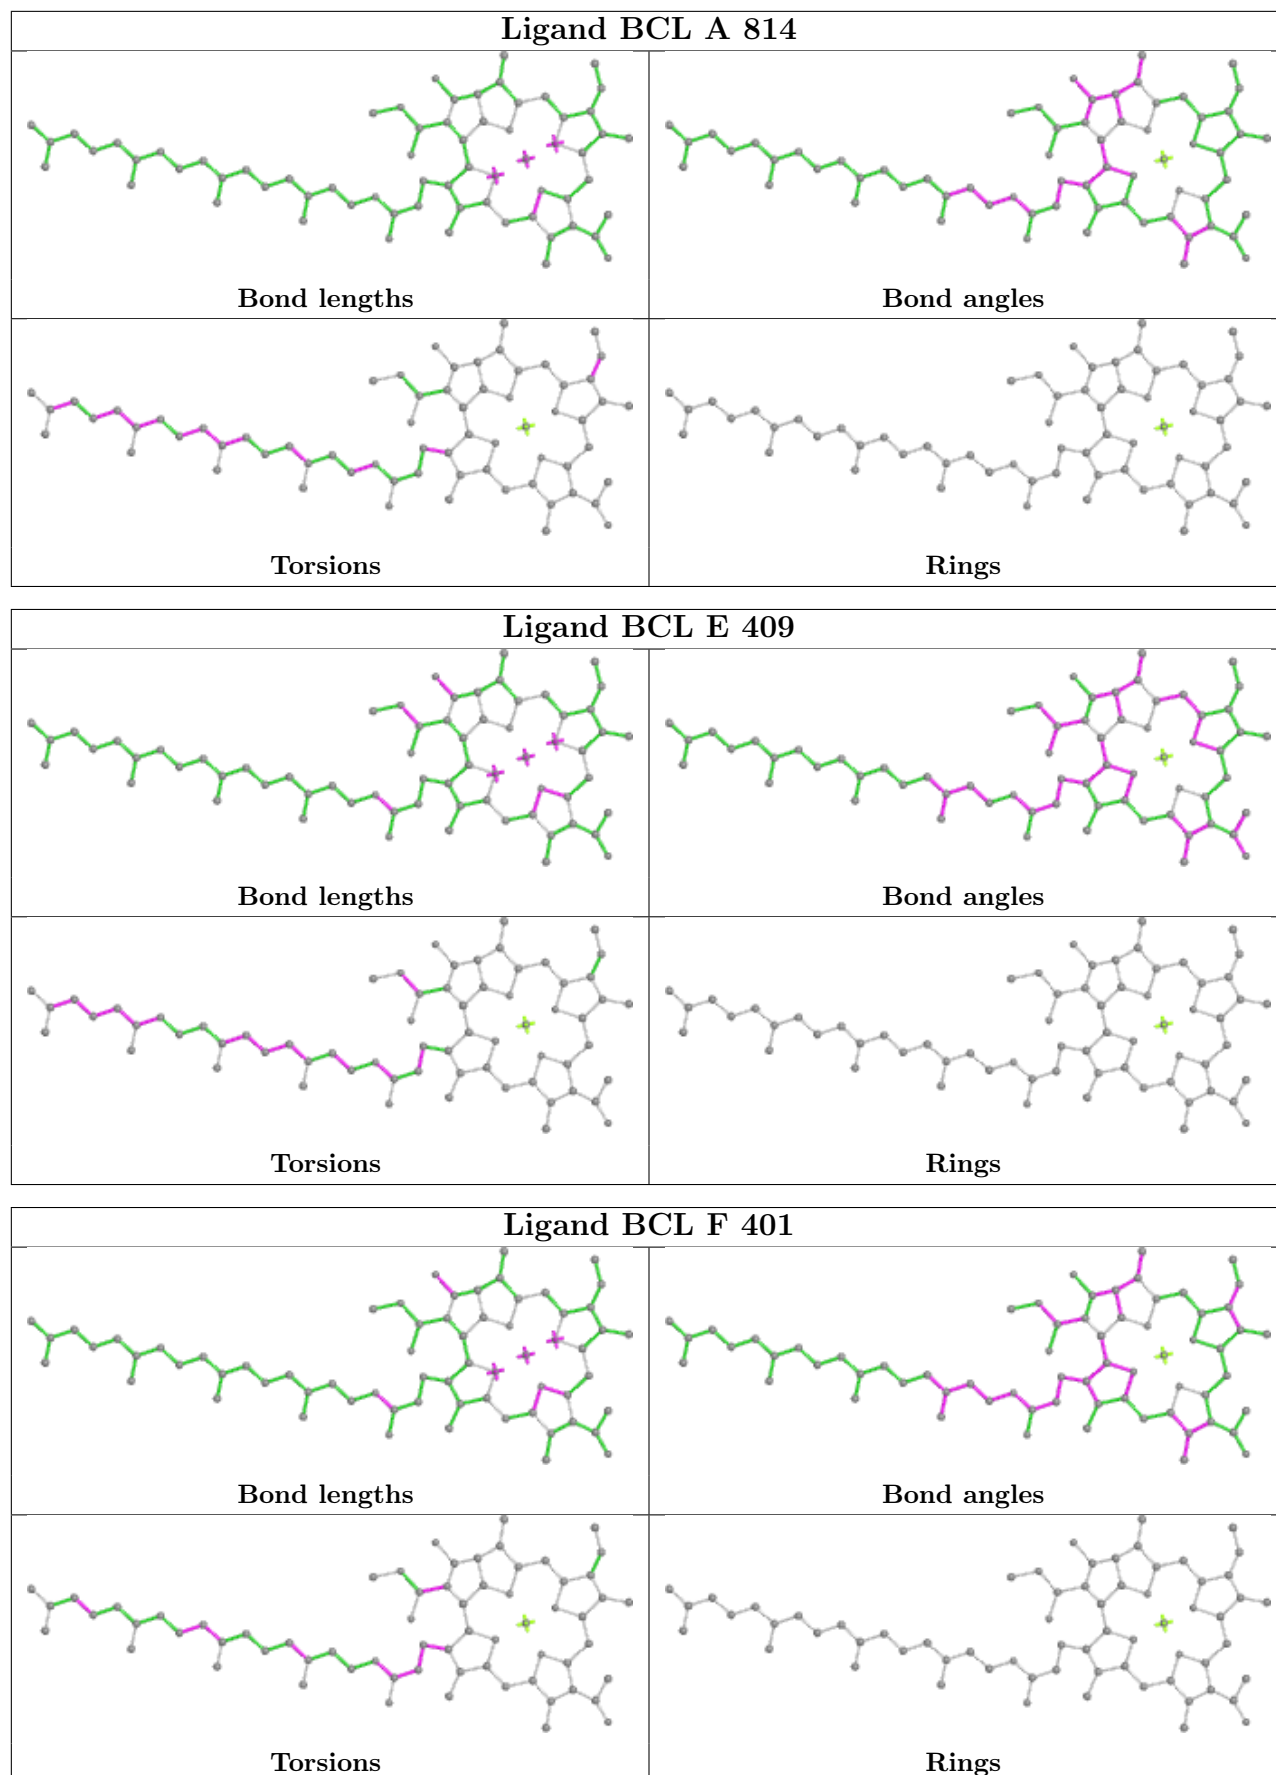 Ligand BCL A 814
Bond lengths
Bond angles
Torsions
Rings
Ligand BCL E 409
Bond lengths
Bond angles
Torsions
Rings
Ligand BCL F 401
Bond lengths
Bond angles
Torsions
Rings